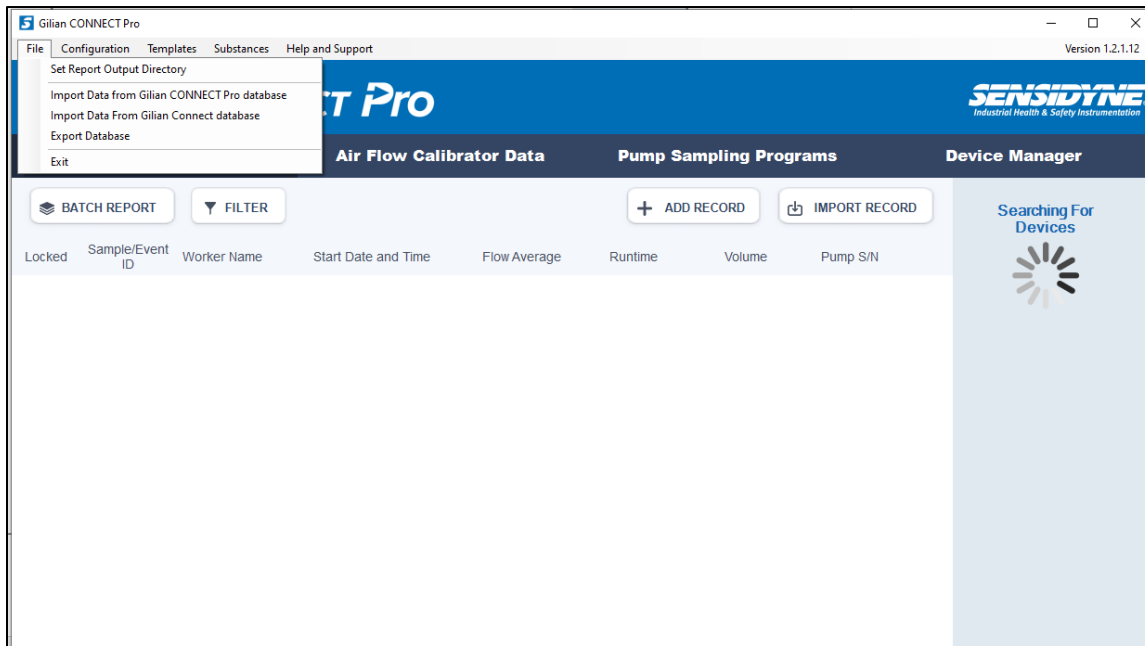 Gilian CONNECT Pro
File Configuration Templates Substances Help and Support Version 1.2.1.12
Set Report Output Directory
Import Data from Gilian CONNECT Pro database
Import Data From Gilian Connect database
Export Database
Exit
CT Pro
SENSIDYNE
Industrial Health & Safety Instrumentation
Air Flow Calibrator Data Pump Sampling Programs Device Manager
BATCH REPORT FILTER ADD RECORD IMPORT RECORD
Searching For
Devices
Locked Sample/Event
ID Worker Name Start Date and Time Flow Average Runtime Volume Pump S/N